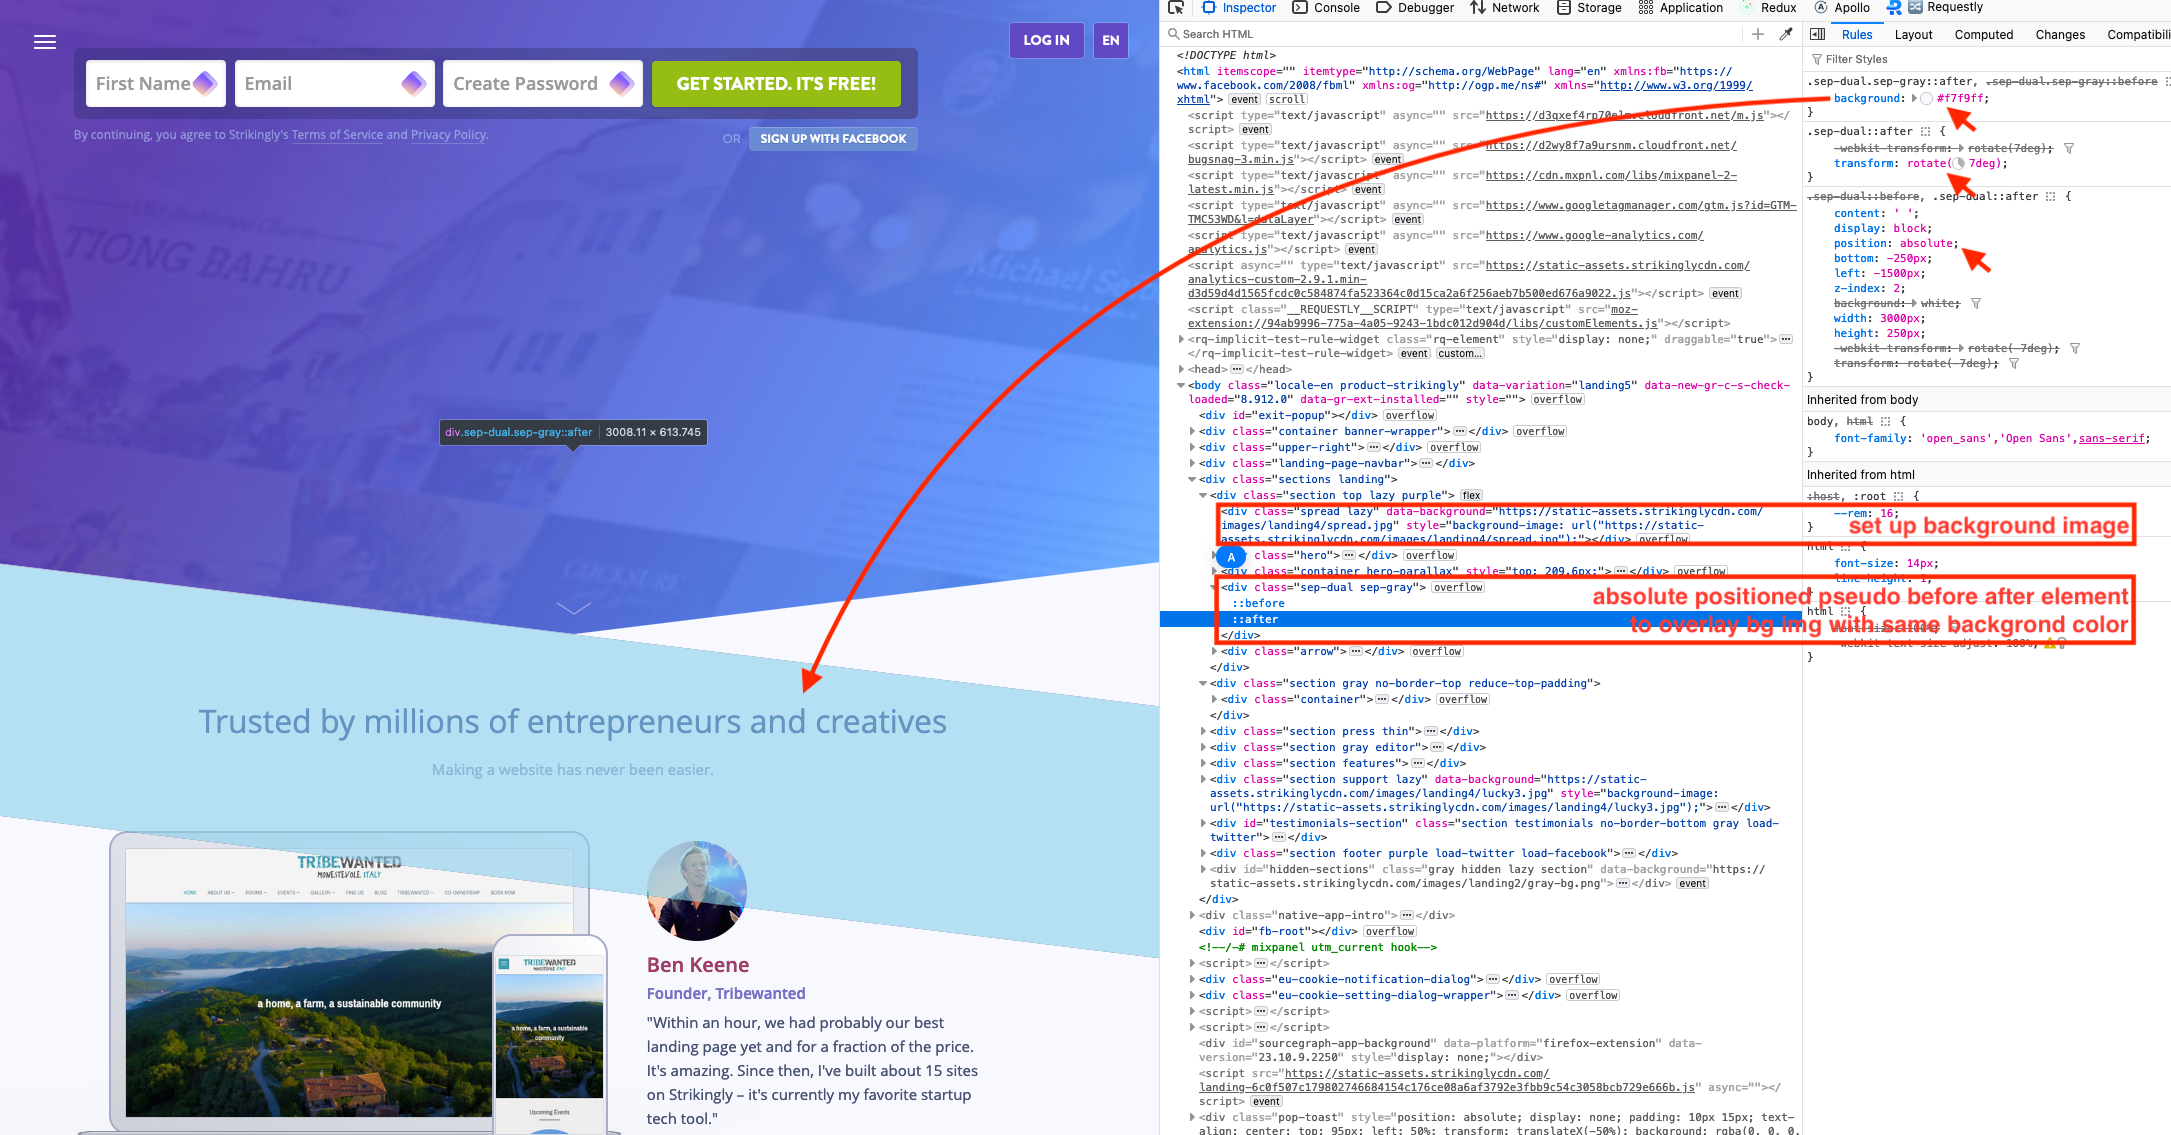 LOG IN
EN
First Name
Email
Create Password
GET STARTED. IT'S FREE!
By continuing, you agree to Strikingly's Terms of Service and Privacy Policy.
OR
SIGN UP WITH FACEBOOK
TIONG BAHRU
div.sep-dual.sep-gray::after | 3008.11 × 613.745
Trusted by millions of entrepreneurs and creatives
Making a website has never been easier.
TRIBEWANTED
MONESTEVOLE, ITALY
HOME ABOUT US ROOMS EVENTS GALLERY FIND US BLOG TRIBEWANTED CO-OWNERSHIP BOOK NOW
a home, a farm, a sustainable community
TRIBEWANTED
a home, a farm, a sustainable
community
Upcoming Events
Ben Keene
Founder, Tribewanted
"Within an hour, we had probably our best
landing page yet and for a fraction of the price.
It's amazing. Since then, I've built about 15 sites
on Strikingly – it's currently my favorite startup
tech tool."
Inspector Console Debugger Network Storage Application Redux Apollo Requestly
Search HTML
<!DOCTYPE html>
<html itemscope="" itemtype="http://schema.org/WebPage" lang="en" xmlns:fb="https://
www.facebook.com/2008/fbml" xmlns:og="http://ogp.me/ns#" xmlns="http://www.w3.org/1999/
xhtml"> event scroll
<script type="text/javascript" async="" src="https://d3qxef4rp70elm.cloudfront.net/m.js"></
script> event
<script type="text/javascript" async="" src="https://d2wy8f7a9ursnm.cloudfront.net/
bugsnag-3.min.js"></script> event
<script type="text/javascript" async="" src="https://cdn.mxpnl.com/libs/mixpanel-2-
latest.min.js"></script> event
<script type="text/javascript" async="" src="https://www.googletagmanager.com/gtm.js?id=GTM-
TMC53WD&l=dataLayer"></script> event
<script type="text/javascript" async="" src="https://www.google-analytics.com/
analytics.js"></script> event
<script async="" type="text/javascript" src="https://static-assets.strikinglycdn.com/
analytics-custom-2.9.1.min-
d3d59d4d1565fcdc0c584874fa523364c0d15ca2a6f256aeb7b500ed676a9022.js"></script> event
<script class="__REQUESTLY__SCRIPT" type="text/javascript" src="moz-
extension://94ab9996-775a-4a05-9243-1bdc012d904d/libs/customElements.js"></script>
<rq-implicit-test-rule-widget class="rq-element" style="display: none;" draggable="true">
</rq-implicit-test-rule-widget> event custom...
<head></head>
<body class="locale-en product-strikingly" data-variation="landing5" data-new-gr-c-s-check-
loaded="8.912.0" data-gr-ext-installed="" style=""> overflow
<div id="exit-popup"></div> overflow
<div class="container banner-wrapper"></div> overflow
<div class="upper-right"></div> overflow
<div class="landing-page-navbar"></div>
<div class="sections landing">
<div class="section top lazy purple"> flex
<div class="spread lazy" data-background="https://static-assets.strikinglycdn.com/
images/landing4/spread.jpg" style="background-image: url("https://static-
assets.strikinglycdn.com/images/landing4/spread.jpg");"></div> overflow
A
class="hero"></div> overflow
<div class="container hero-parallax" style="top: 209.6px;"></div> overflow
<div class="sep-dual sep-gray"> overflow
::before
::after
</div>
<div class="arrow"></div> overflow
</div>
<div class="section gray no-border-top reduce-top-padding">
<div class="container"></div> overflow
</div>
<div class="section press thin"></div>
<div class="section gray editor"></div>
<div class="section features"></div>
<div class="section support lazy" data-background="https://static-
assets.strikinglycdn.com/images/landing4/lucky3.jpg" style="background-image:
url("https://static-assets.strikinglycdn.com/images/landing4/lucky3.jpg");"></div>
<div id="testimonials-section" class="section testimonials no-border-bottom gray load-
twitter"></div>
<div class="section footer purple load-twitter load-facebook"></div>
<div id="hidden-sections" class="gray hidden lazy section" data-background="https://
static-assets.strikinglycdn.com/images/landing2/gray-bg.png"></div> event
</div>
<div class="native-app-intro"></div>
<div id="fb-root"></div> overflow
<!--/-# mixpanel utm_current hook-->
<script></script>
<div class="eu-cookie-notification-dialog"></div> overflow
<div class="eu-cookie-setting-dialog-wrapper"></div> overflow
<script></script>
<script></script>
<div id="sourcegraph-app-background" data-platform="firefox-extension" data-
version="23.10.9.2250" style="display: none;"></div>
<script src="https://static-assets.strikinglycdn.com/
landing-6c0f507c179802746684154c176ce08a6af3792e3fbb9c54c3058bcb729e666b.js" async=""></
script> event
<div class="pop-toast" style="position: absolute; display: none; padding: 10px 15px; text-
align: center; top: 95px; left: 50%; transform: translateX(-50%); background: rgba(0, 0, 0,
Rules Layout Computed Changes Compatibili
Filter Styles
.sep-dual.sep-gray::after, .sep-dual.sep-gray::before
background: #f7f9ff;
}
.sep-dual::after {
-webkit-transform: rotate(7deg);
transform: rotate(7deg);
}
.sep-dual::before, .sep-dual::after {
content: ' ';
display: block;
position: absolute;
bottom: -250px;
left: -1500px;
z-index: 2;
background: white;
width: 3000px;
height: 250px;
-webkit-transform: rotate(-7deg);
transform: rotate(-7deg);
}
Inherited from body
body, html {
font-family: 'open_sans','Open Sans',sans-serif;
}
Inherited from html
:host, :root {
--rem: 16;
}
set up background image
html {
font-size: 14px;
line-height: 1;
}
absolute positioned pseudo before after element
html {
to overlay bg img with same backgrond color
font-size: 100%;
-webkit-text-size-adjust: 100%;
}